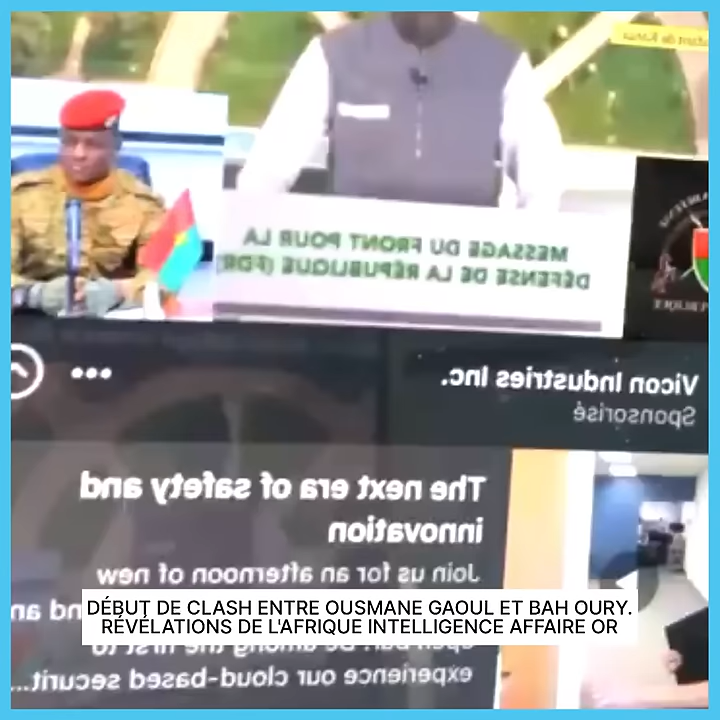 MESSAGE DU FRONT POUR LA
DÉFENSE DE LA RÉPUBLIQUE (FDR)
Vicon Industries Inc.
Sponsorisé
The next era of safety and
innovation
Join us for an afternoon of new
DÉBUT DE CLASH ENTRE OUSMANE GAOUL ET BAH OURY.
RÉVÉLATIONS DE L'AFRIQUE INTELLIGENCE AFFAIRE OR
experience our cloud-based securit...